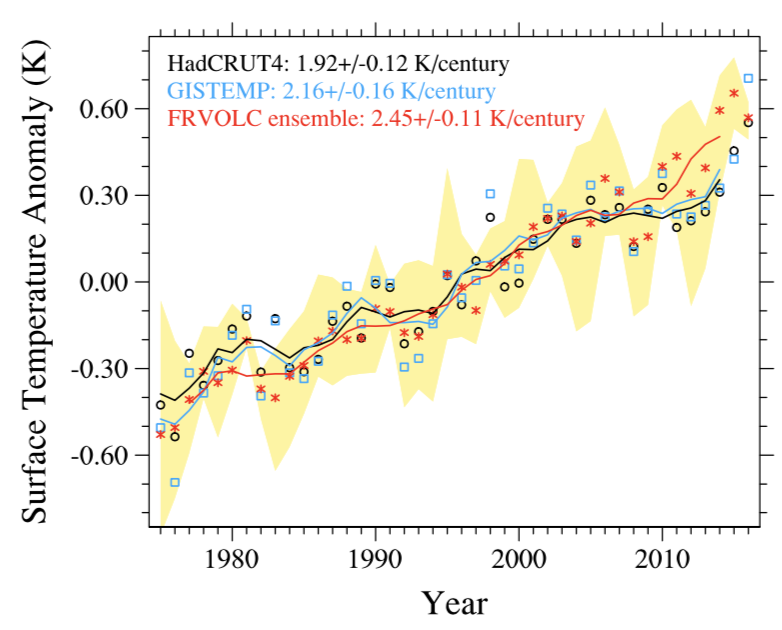 HadCRUT4: 1.92+/-0.12 K/century
GISTEMP: 2.16+/-0.16 K/century
FRVOLC ensemble: 2.45+/-0.11 K/century
Surface Temperature Anomaly (K)
0.60
0.30
0.00
-0.30
-0.60
1980 1990 2000 2010
Year